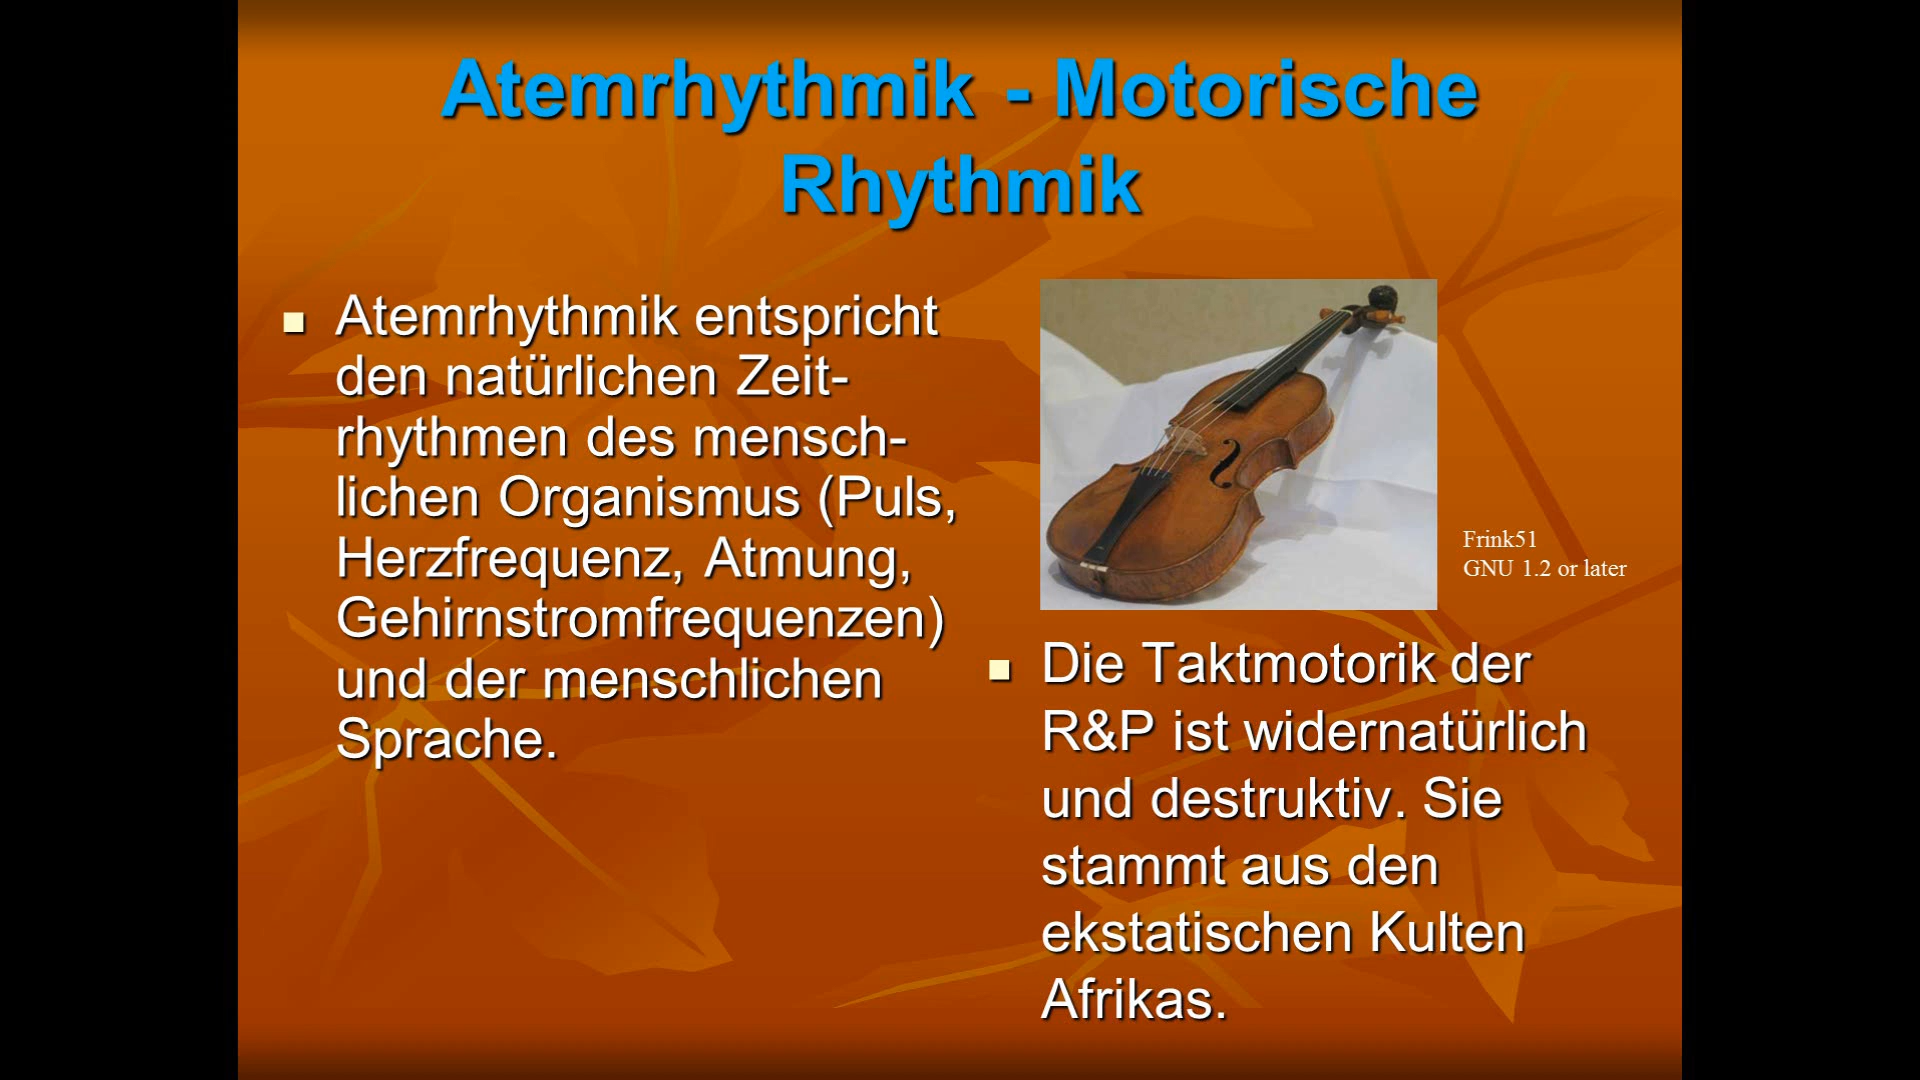 Atemrhythmik - Motorische
Rhythmik
Atemrhythmik entspricht
den natürlichen Zeit-
rhythmen des mensch-
lichen Organismus (Puls,
Herzfrequenz, Atmung,
Gehirnstromfrequenzen)
und der menschlichen
Sprache.
Frink51
GNU 1.2 or later
Die Taktmotorik der
R&P ist widernatürlich
und destruktiv. Sie
stammt aus den
ekstatischen Kulten
Afrikas.